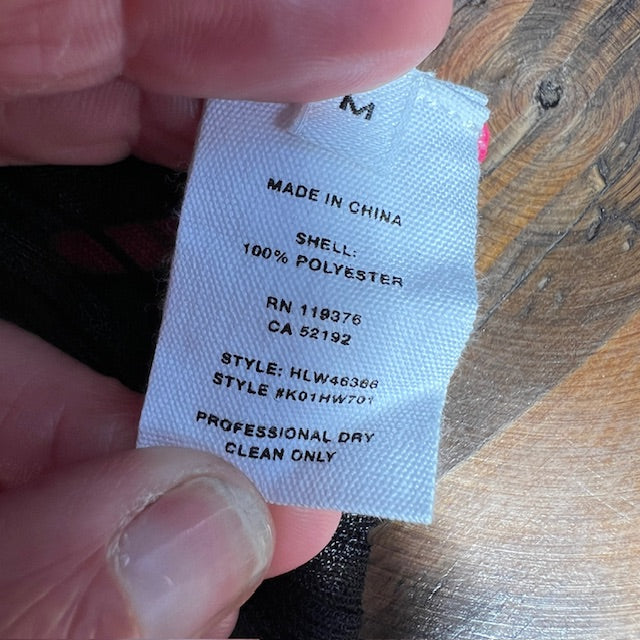 M
MADE IN CHINA
SHELL:
100% POLYESTER
RN 119376
CA 52192
STYLE: HLW46366
STYLE #K01HW701
PROFESSIONAL DRY
CLEAN ONLY